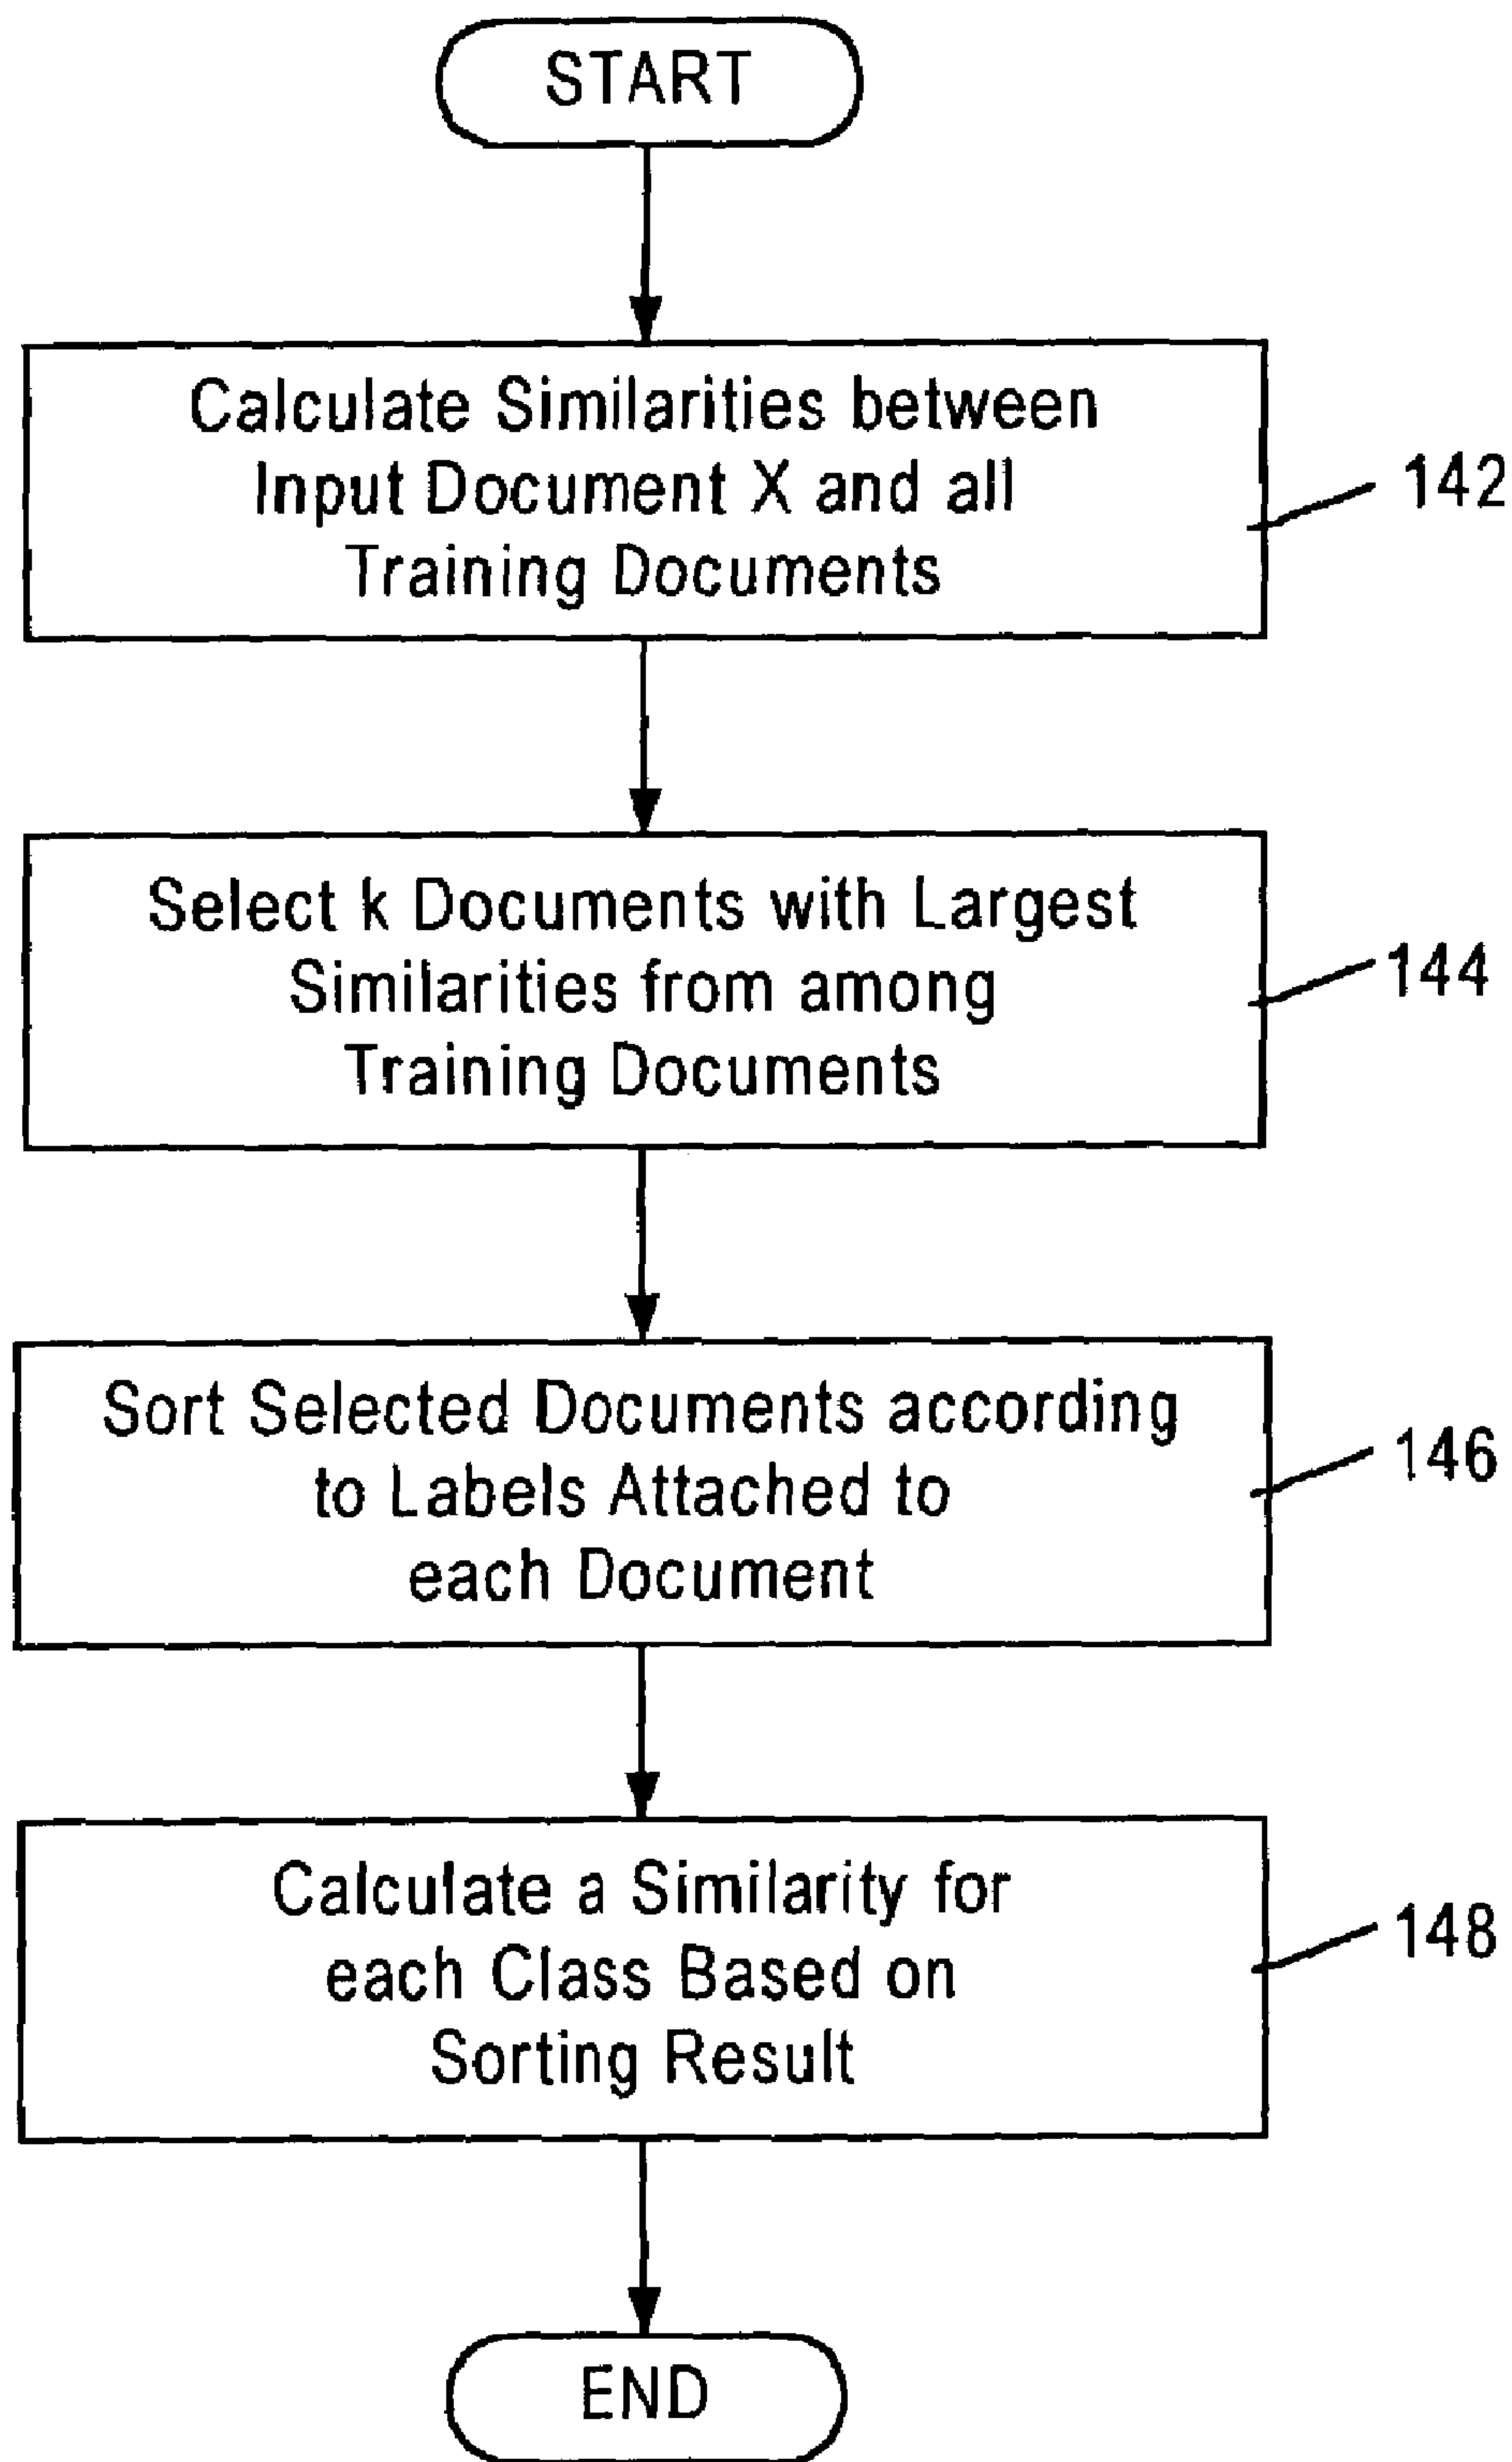 START
Calculate Similarities between
Input Document X and all
Training Documents
142
Select k Documents with Largest
Similarities from among
Training Documents
144
Sort Selected Documents according
to Labels Attached to
each Document
146
Calculate a Similarity for
each Class Based on
Sorting Result
148
END